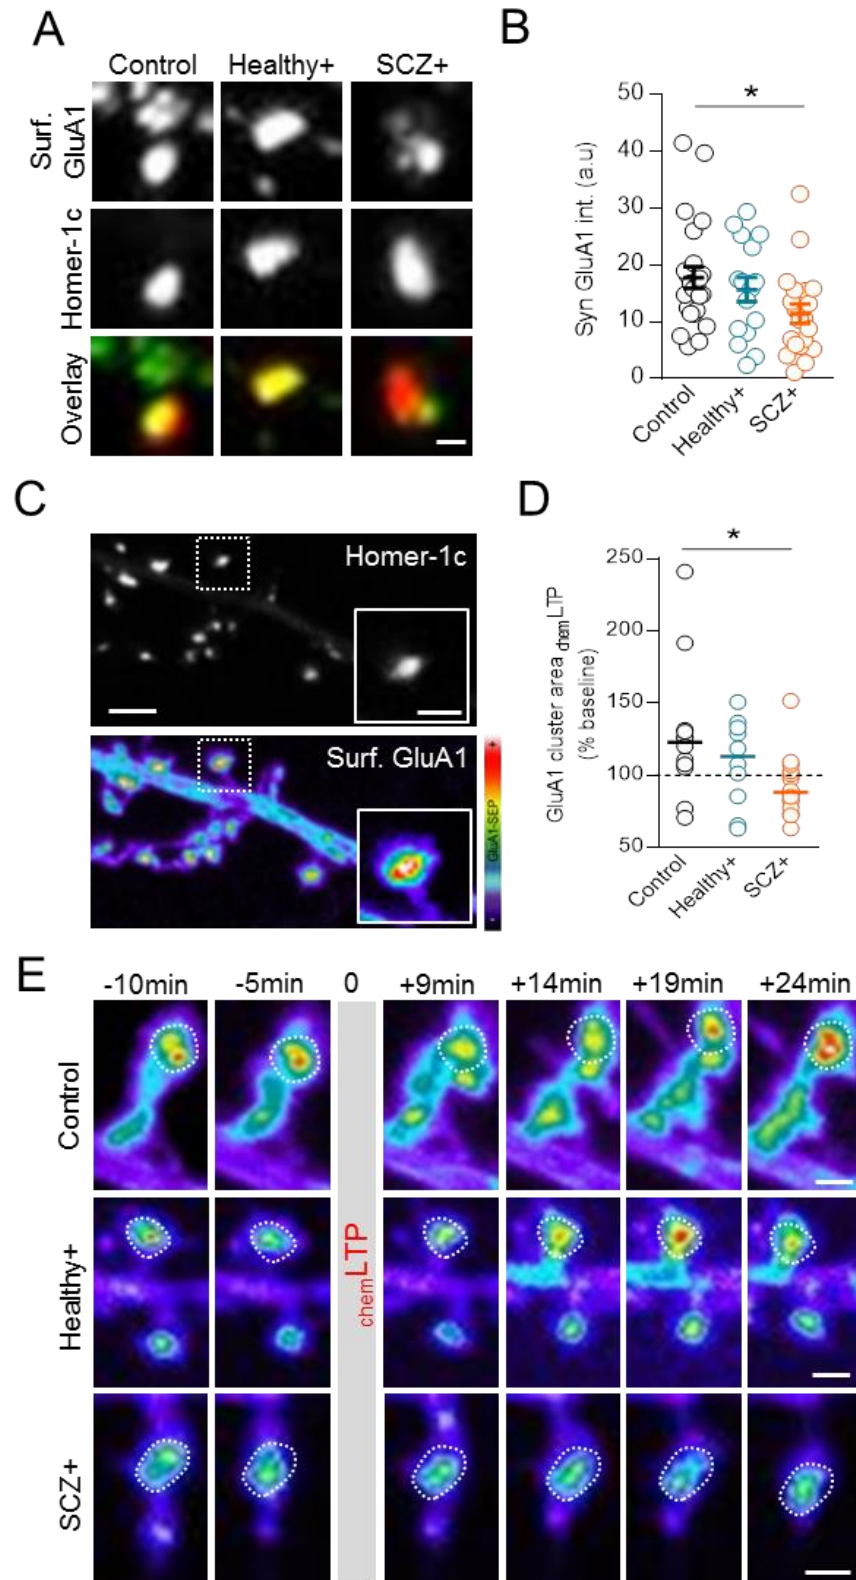 A
Control Healthy+ SCZ+
Surf.
GluA1
Homer-1c
Overlay
B
*
Syn GluA1 int. (a.u)
50
40
30
20
10
0
Control
Healthy+
SCZ+
C
Homer-1c
Surf. GluA1
+
GluA1-SEP
-
D
*
GluA1 cluster area chemLTP
(% baseline)
250
200
150
100
50
Control
Healthy+
SCZ+
E
-10min -5min 0 +9min +14min +19min +24min
Control
Healthy+
SCZ+
chemLTP